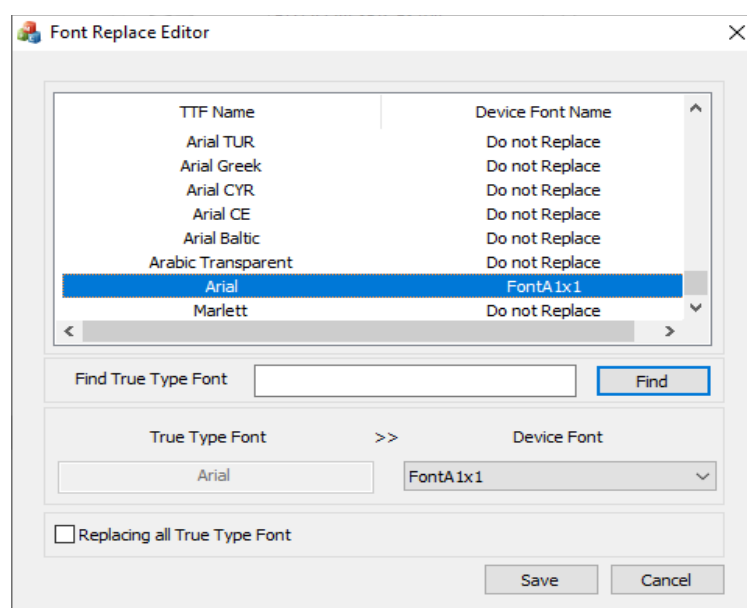 Font Replace Editor
TTF Name Device Font Name
Arial TUR Do not Replace
Arial Greek Do not Replace
Arial CYR Do not Replace
Arial CE Do not Replace
Arial Baltic Do not Replace
Arabic Transparent Do not Replace
Arial FontA1x1
Marlett Do not Replace
Find True Type Font Find
True Type Font >> Device Font
Arial FontA1x1
Replacing all True Type Font
Save Cancel